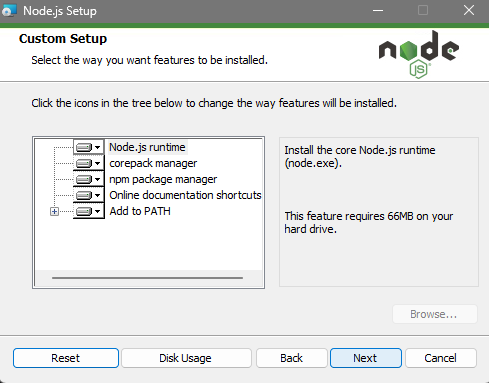 Node.js Setup
Custom Setup
Select the way you want features to be installed.
node
JS
Click the icons in the tree below to change the way features will be installed.
Node.js runtime
corepack manager
npm package manager
Online documentation shortcuts
Add to PATH
Install the core Node.js runtime
(node.exe).
This feature requires 66MB on your
hard drive.
Browse...
Reset
Disk Usage
Back
Next
Cancel